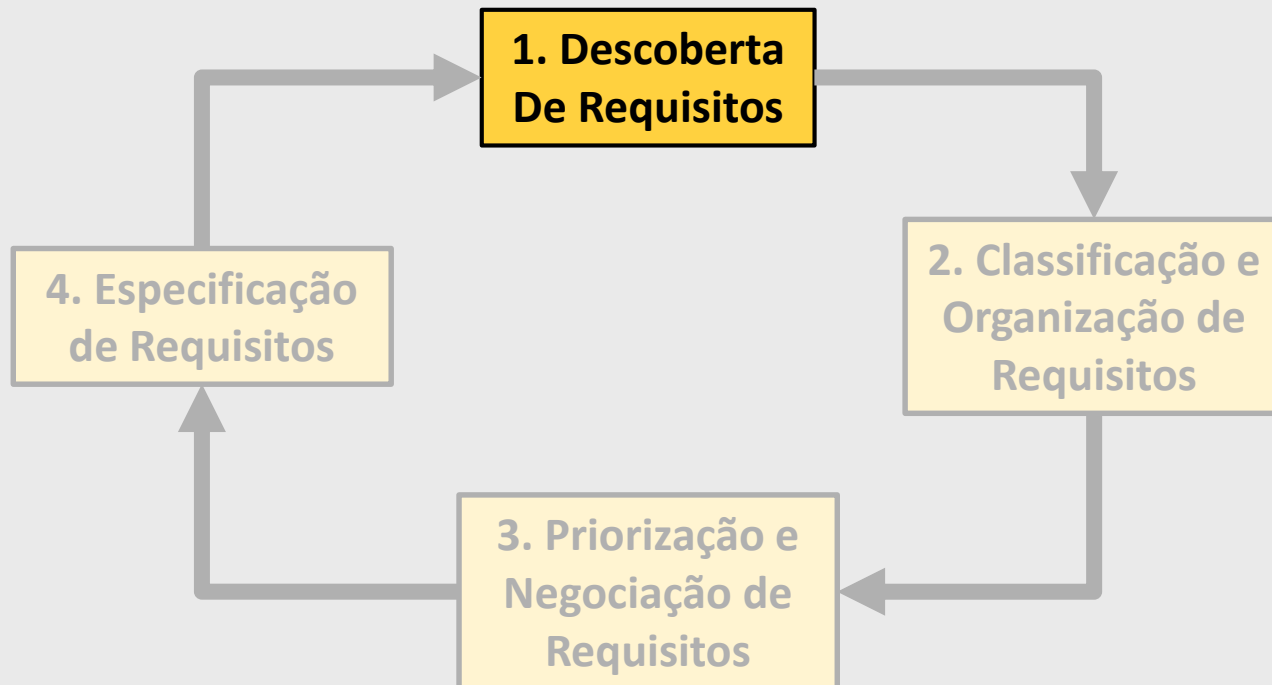 1. Descoberta
De Requisitos
2. Classificação e
Organização de
Requisitos
3. Priorização e
Negociação de
Requisitos
4. Especificação
de Requisitos